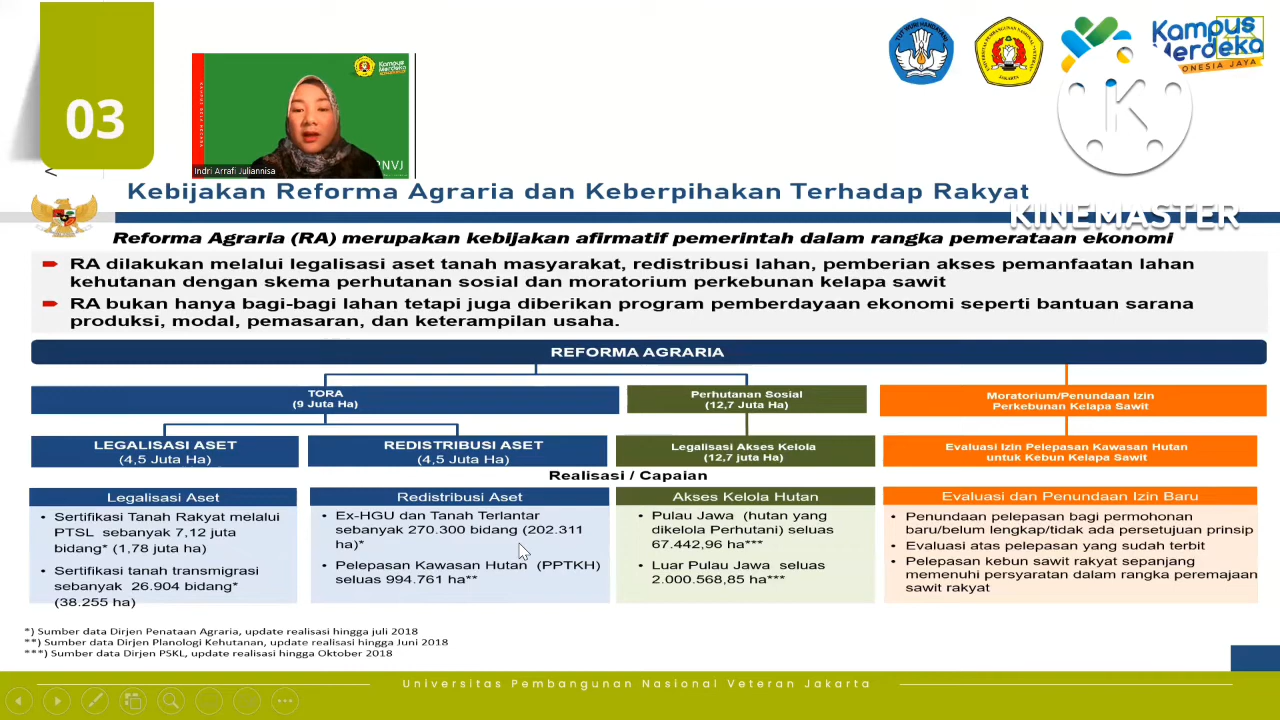 03
TUT WURI HANDAYANI
Kampus
Merdeka
INDONESIA JAYA
KINEMASTER
Kampus
Merdeka
NVJ
Indri Arrafi Juliannisa
Kebijakan Reforma Agraria dan Keberpihakan Terhadap Rakyat
Reforma Agraria (RA) merupakan kebijakan afirmatif pemerintah dalam rangka pemerataan ekonomi
RA dilakukan melalui legalisasi aset tanah masyarakat, redistribusi lahan, pemberian akses pemanfaatan lahan
kehutanan dengan skema perhutanan sosial dan moratorium perkebunan kelapa sawit
RA bukan hanya bagi-bagi lahan tetapi juga diberikan program pemberdayaan ekonomi seperti bantuan sarana
produksi, modal, pemasaran, dan keterampilan usaha.
REFORMA AGRARIA
TORA
(9 Juta Ha)
Perhutanan Sosial
(12,7 Juta Ha)
Moratorium/Penundaan Izin
Perkebunan Kelapa Sawit
LEGALISASI ASET
(4,5 Juta Ha)
REDISTRIBUSI ASET
(4,5 Juta Ha)
Legalisasi Akses Kelola
(12,7 juta Ha)
Evaluasi Izin Pelepasan Kawasan Hutan
untuk Kebun Kelapa Sawit
Realisasi / Capaian
Legalisasi Aset
• Sertifikasi Tanah Rakyat melalui
PTSL sebanyak 7,12 juta
bidang* (1,78 juta ha)
• Sertifikasi tanah transmigrasi
sebanyak 26.904 bidang*
(38.255 ha)
Redistribusi Aset
• Ex-HGU dan Tanah Terlantar
sebanyak 270.300 bidang (202.311
ha)*
• Pelepasan Kawasan Hutan (PPTKH)
seluas 994.761 ha**
Akses Kelola Hutan
• Pulau Jawa (hutan yang
dikelola Perhutani) seluas
67.442,96 ha***
• Luar Pulau Jawa seluas
2.000.568,85 ha***
Evaluasi dan Penundaan Izin Baru
• Penundaan pelepasan bagi permohonan
baru/belum lengkap/tidak ada persetujuan prinsip
• Evaluasi atas pelepasan yang sudah terbit
• Pelepasan kebun sawit rakyat sepanjang
memenuhi persyaratan dalam rangka peremajaan
sawit rakyat
*) Sumber data Dirjen Penataan Agraria, update realisasi hingga juli 2018
**) Sumber data Dirjen Planologi Kehutanan, update realisasi hingga Juni 2018
***) Sumber data Dirjen PSKL, update realisasi hingga Oktober 2018
Universitas Pembangunan Nasional Veteran Jakarta